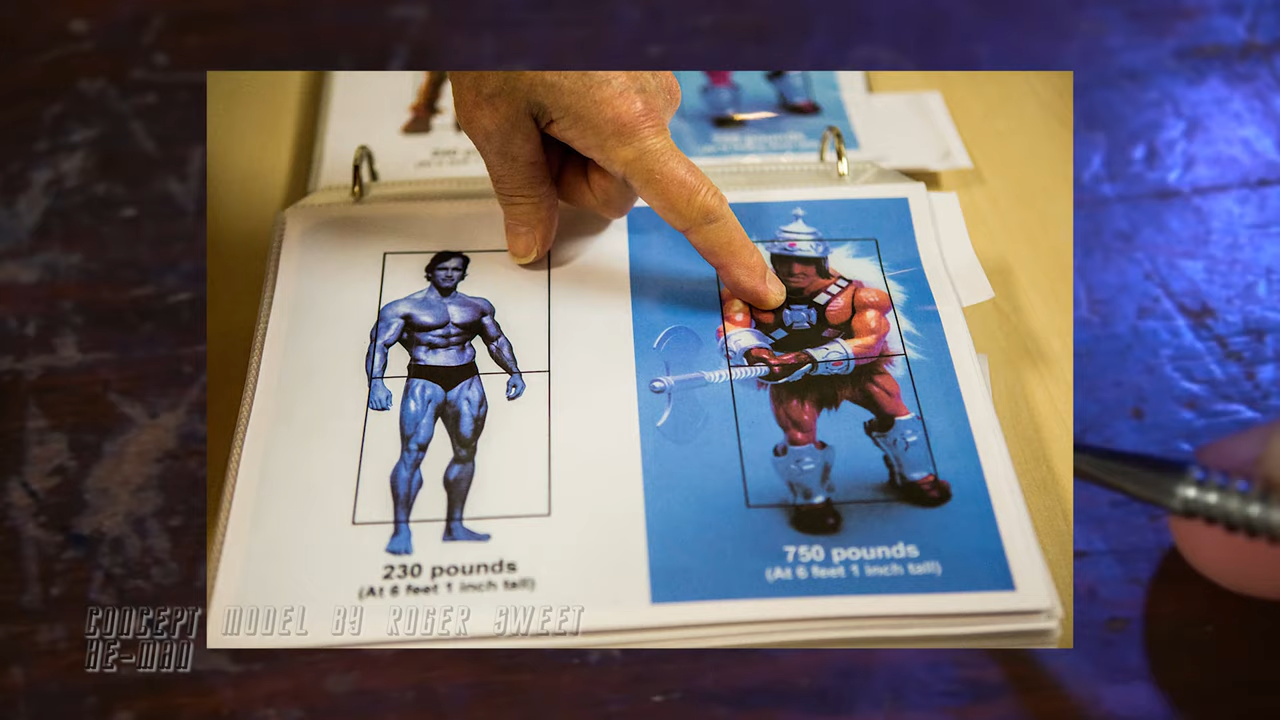 230 pounds
(At 6 feet 1 inch tall)
750 pounds
(At 6 feet 1 inch tall)
CONCEPT MODEL BY ROGER SWEET
HE-MAN